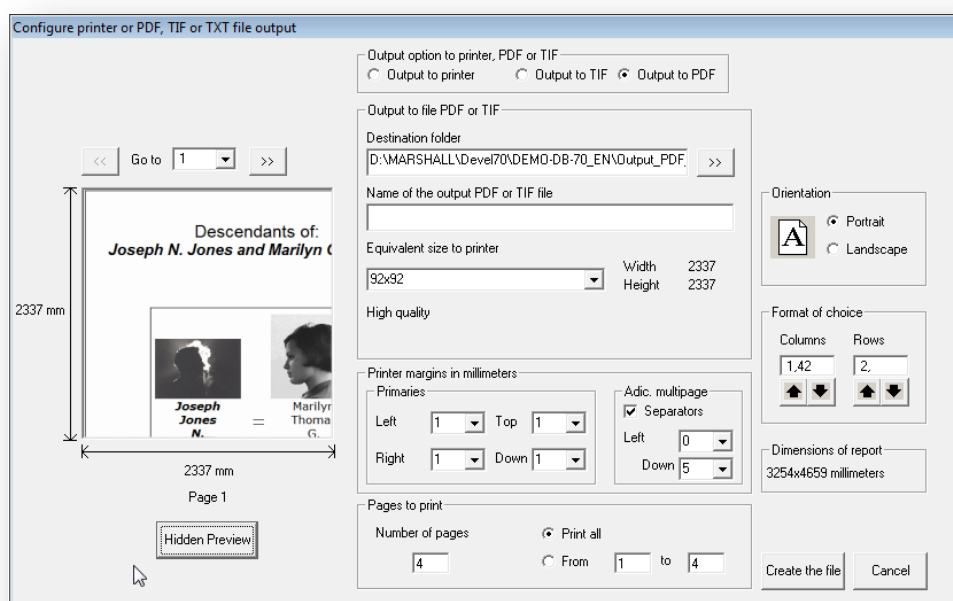 Configure printer or PDF, TIF or TXT file output
Output option to printer, PDF or TIF
Output to printer
Output to TIF
Output to PDF
Output to file PDF or TIF
Destination folder
D:\MARSHALL\Devel70\DEMO-DB-70_EN\Output_PDF,
>>
Name of the output PDF or TIF file
Equivalent size to printer
92x92
Width 2337
Height 2337
High quality
<< Go to 1 >>
Descendants of:
Joseph N. Jones and Marilyn
2337 mm
Joseph
Jones
N.
=
Marilyn
Thoma
G.
2337 mm
Page 1
Hidden Preview
Printer margins in millimeters
Primaries
Left 1 Top 1
Right 1 Down 1
Adic. multipage
Separators
Left 0
Down 5
Pages to print
Number of pages
4
Print all
From 1 to 4
Orientation
A
Portrait
Landscape
Format of choice
Columns Rows
1,42 2,
Dimensions of report
3254x4659 millimeters
Create the file
Cancel